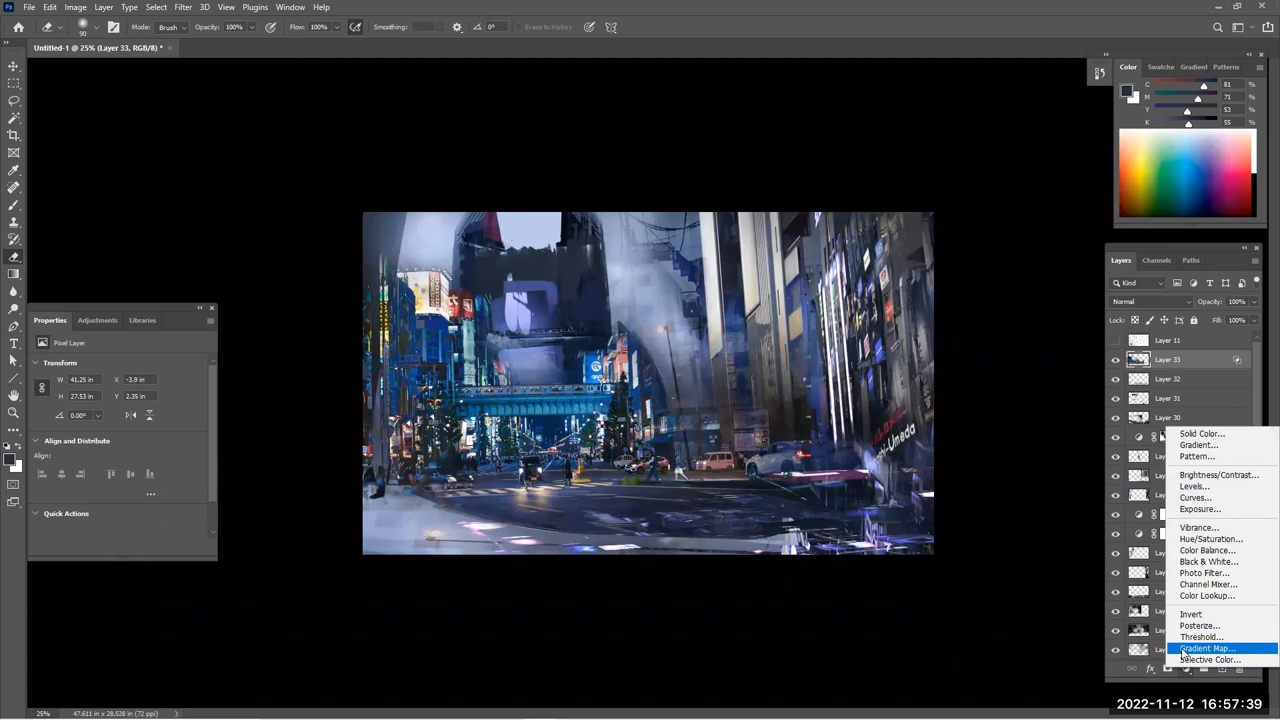 File Edit Image Layer Type Select Filter 3D View Plugins Window Help
90 Mode: Brush Opacity: 100% Flow: 100% Smoothing: 0° Erase to History
Untitled-1 @ 25% (Layer 33, RGB/8) *
Color Swatche Gradient Patterns
C 81 %
M 71 %
Y 53 %
K 55 %
Layers Channels Paths
Kind
Normal Opacity: 100%
Lock: Fill: 100%
Layer 11
Layer 33
Layer 32
Layer 31
Layer 30
Properties Adjustments Libraries
Pixel Layer
Transform
W 41.25 in X -3.9 in
H 27.53 in Y 2.35 in
0.00°
Align and Distribute
Align:
Quick Actions
Solid Color...
Gradient...
Pattern...
Brightness/Contrast...
Levels...
Curves...
Exposure...
Vibrance...
Hue/Saturation...
Color Balance...
Black & White...
Photo Filter...
Channel Mixer...
Color Lookup...
Invert
Posterize...
Threshold...
Gradient Map...
Selective Color...
-Umeda
25% 47.611 in x 28.528 in (72 ppi)
2022-11-12 16:57:39